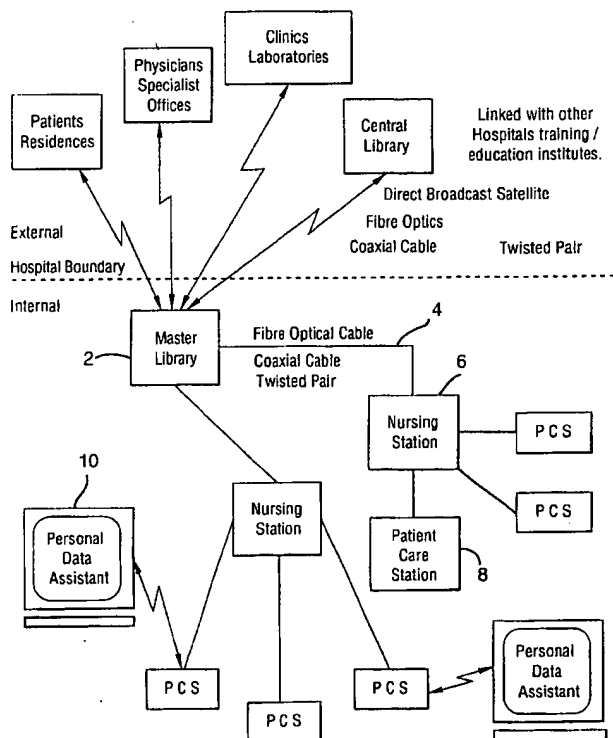 Clinics
Laboratories
Physicians
Specialist
Offices
Patients
Residences
Central
Library
Linked with other
Hospitals training /
education institutes.
Direct Broadcast Satellite
Fibre Optics
Coaxial Cable
Twisted Pair
External
Hospital Boundary
Internal
Master
Library
2
Fibre Optical Cable
Coaxial Cable
Twisted Pair
4
6
Nursing
Station
PCS
PCS
Patient
Care
Station
8
10
Personal
Data
Assistant
Nursing
Station
PCS
PCS
PCS
Personal
Data
Assistant